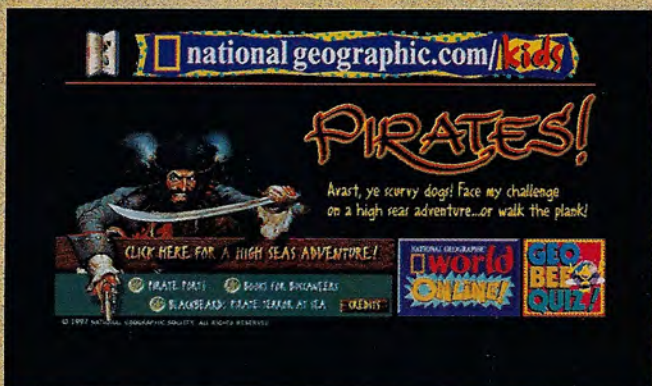 national geographic.com/kids
PIRATES!
Avast, ye scurvy dogs! Face my challenge
on a high seas adventure...or walk the plank!
CLICK HERE FOR A HIGH SEAS ADVENTURE!
PIRATE PORTS BOOKS FOR BUCCANEERS
BLACKBEARD: PIRATE TERROR AT SEA CREDITS
NATIONAL GEOGRAPHIC
world
ONLINE!
GEO
BEE
QUIZ!
© 1997 NATIONAL GEOGRAPHIC SOCIETY. ALL RIGHTS RESERVED